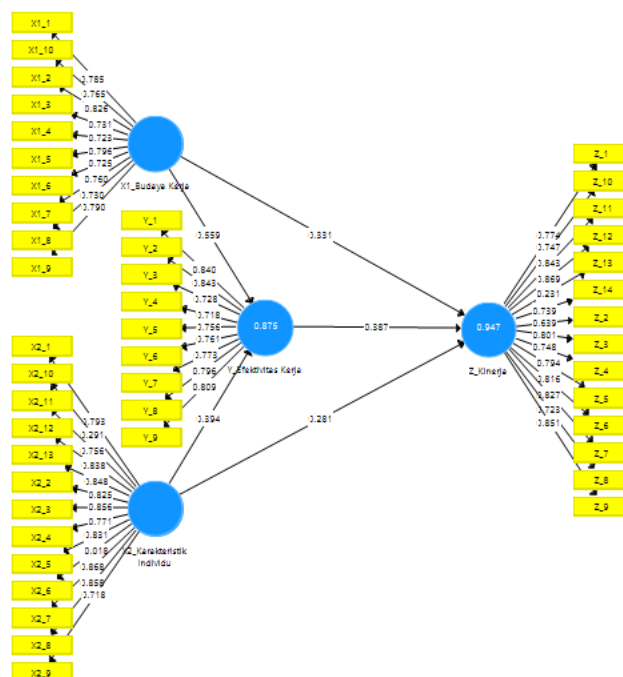 X1_1
X1_10
X1_2
X1_3
X1_4
X1_5
X1_6
X1_7
X1_8
X1_9
0.785
0.765
0.826
0.731
0.723
0.796
0.725
0.760
0.730
0.790
X1_Budaya Kerja
0.559
0.331
Y_1
Y_2
Y_3
Y_4
Y_5
Y_6
Y_7
Y_8
Y_9
0.840
0.843
0.728
0.718
0.756
0.761
0.773
0.796
0.809
0.875
Y_Efektivitas Kerja
0.387
0.394
0.281
X2_1
X2_10
X2_11
X2_12
X2_13
X2_2
X2_3
X2_4
X2_5
X2_6
X2_7
X2_8
X2_9
0.793
0.291
0.756
0.838
0.848
0.825
0.856
0.771
0.831
0.018
0.868
0.718
X2_Karakteristik
Individu
0.947
Z_Kinerja
0.774
0.747
0.843
0.869
0.231
0.739
0.639
0.801
0.748
0.794
0.816
0.827
0.723
0.851
Z_1
Z_10
Z_11
Z_12
Z_13
Z_14
Z_2
Z_3
Z_4
Z_5
Z_6
Z_7
Z_8
Z_9